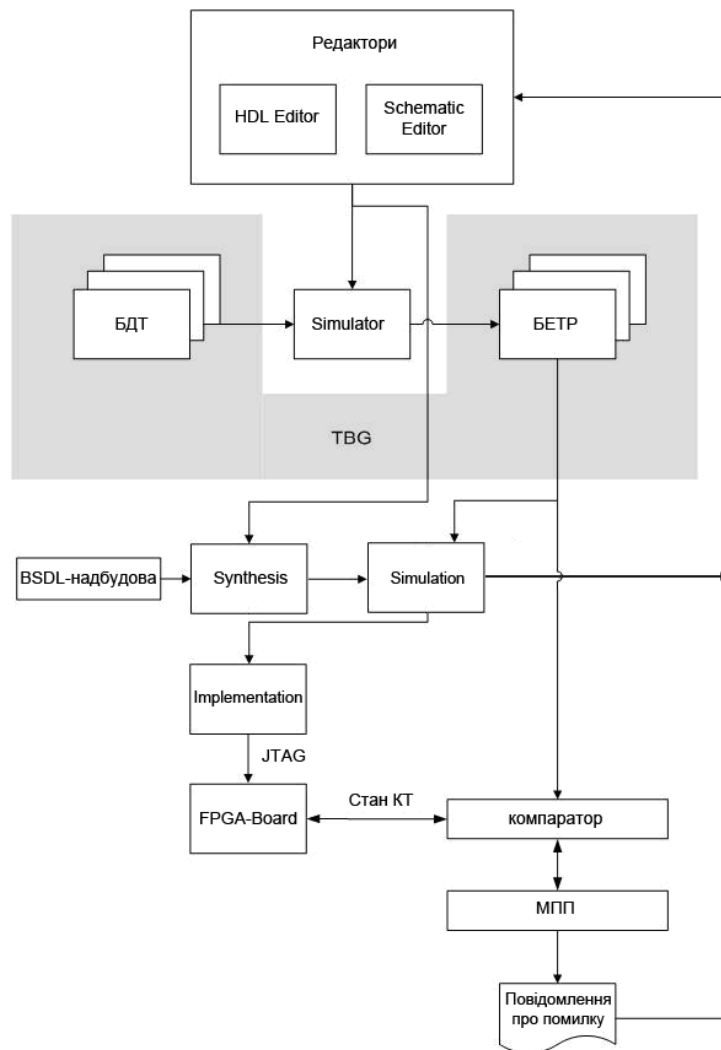 Редактори
HDL Editor
Schematic
Editor
БДТ
Simulator
БЕТР
TBG
BSDL-надбудова
Synthesis
Simulation
Implementation
JTAG
FPGA-Board
Стан КТ
компаратор
МПП
Повідомлення
про помилку